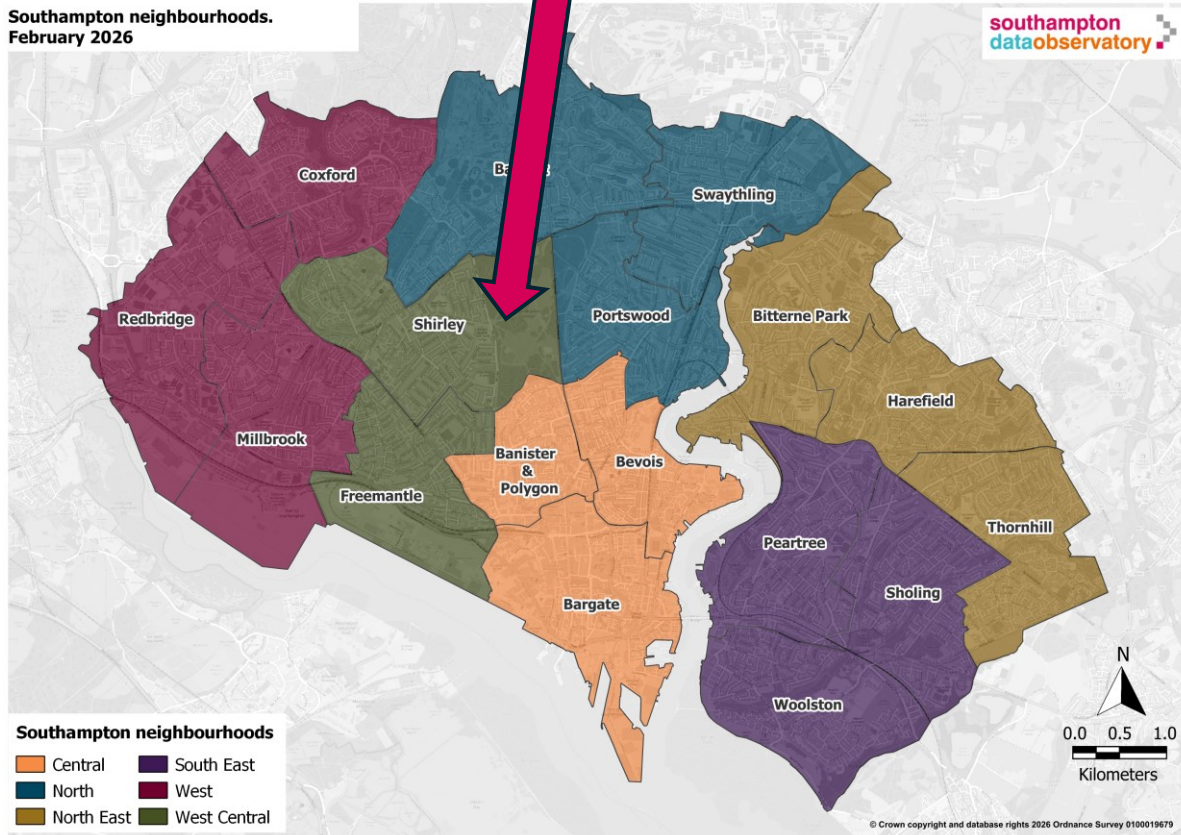 Southampton neighbourhoods.
February 2026
southampton
dataobservatory
Coxford
Swaythling
Redbridge
Shirley
Portswood
Bitterne Park
Harefield
Millbrook
Banister
&
Polygon
Bevois
Freemantle
Thornhill
Peartree
Sholing
Bargate
Woolston
N
0.0 0.5 1.0
Kilometers
Southampton neighbourhoods
Central
South East
North
West
North East
West Central
© Crown copyright and database rights 2026 Ordnance Survey 0100019679